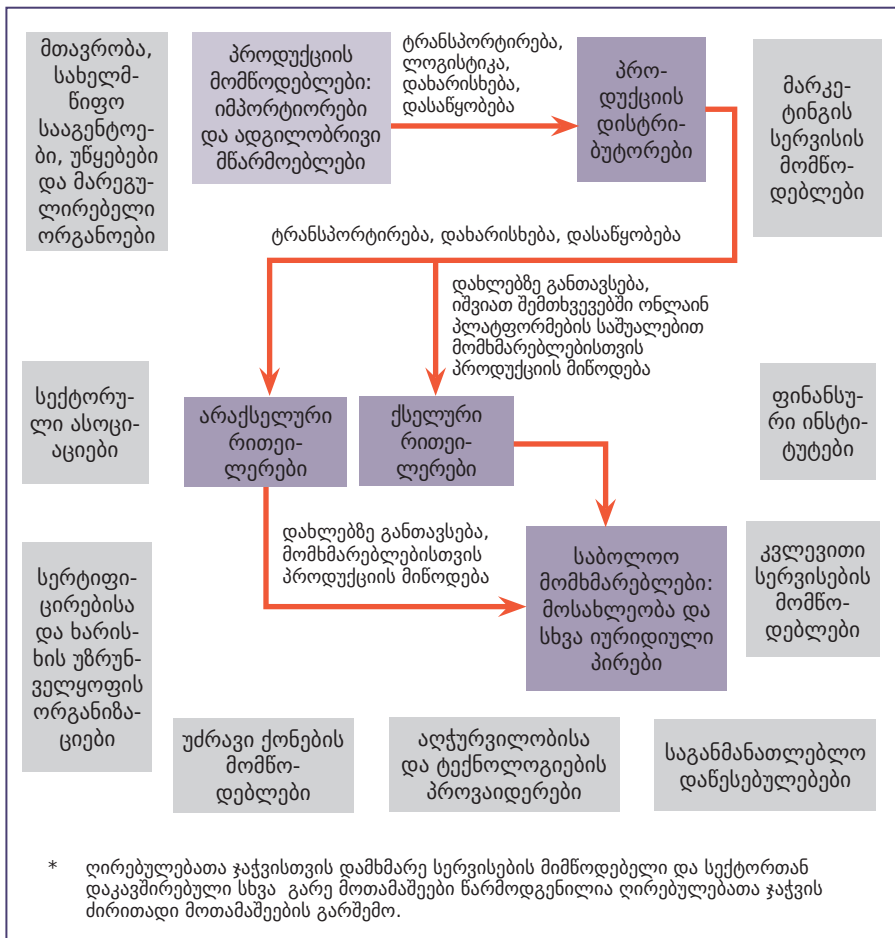 მთავრობა,
სახელმ-
წიფო
სააგენტოე-
ბი, უწყებები
და მარეგუ-
ლირებელი
ორგანოები
პროდუქციის
მომწოდებლები:
იმპორტიორები
და ადგილობრივი
მწარმოებლები
ტრანსპორტირება,
ლოგისტიკა,
დახარისხება,
დასაწყობება
პრო-
დუქციის
დისტრი-
ბუტორები
მარკე-
ტინგის
სერვისის
მომწო-
დებლები
ტრანსპორტირება, დახარისხება, დასაწყობება
დახლებზე განთავსება,
იშვიათ შემთხვევებში ონლაინ
პლატფორმების საშუალებით
მომხმარებლებისთვის
პროდუქციის მიწოდება
სექტორუ-
ლი ასოცი-
აციები
არაქსელური
რითეი-
ლერები
ქსელური
რითეი-
ლერები
ფინანსუ-
რი ინსტი-
ტუტები
დახლებზე განთავსება,
მომხმარებლებისთვის
პროდუქციის მიწოდება
საბოლოო
მომხმარებლები:
მოსახლეობა და
სხვა იურიდიული
პირები
კვლევითი
სერვისების
მომწო-
დებლები
სერტიფი-
ცირებისა
და ხარის-
ხის უზრუნ-
ველყოფის
ორგანიზა-
ციები
უძრავი ქონების
მომწო-
დებლები
აღჭურვილობისა
და ტექნოლოგიების
პროვაიდერები
საგანმანათლებლო
დაწესებულებები
* ღირებულებათა ჯაჭვისთვის დამხმარე სერვისების მიმწოდებელი და სექტორთან
დაკავშირებული სხვა გარე მოთამაშეები წარმოდგენილია ღირებულებათა ჯაჭვის
ძირითადი მოთამაშეების გარშემო.